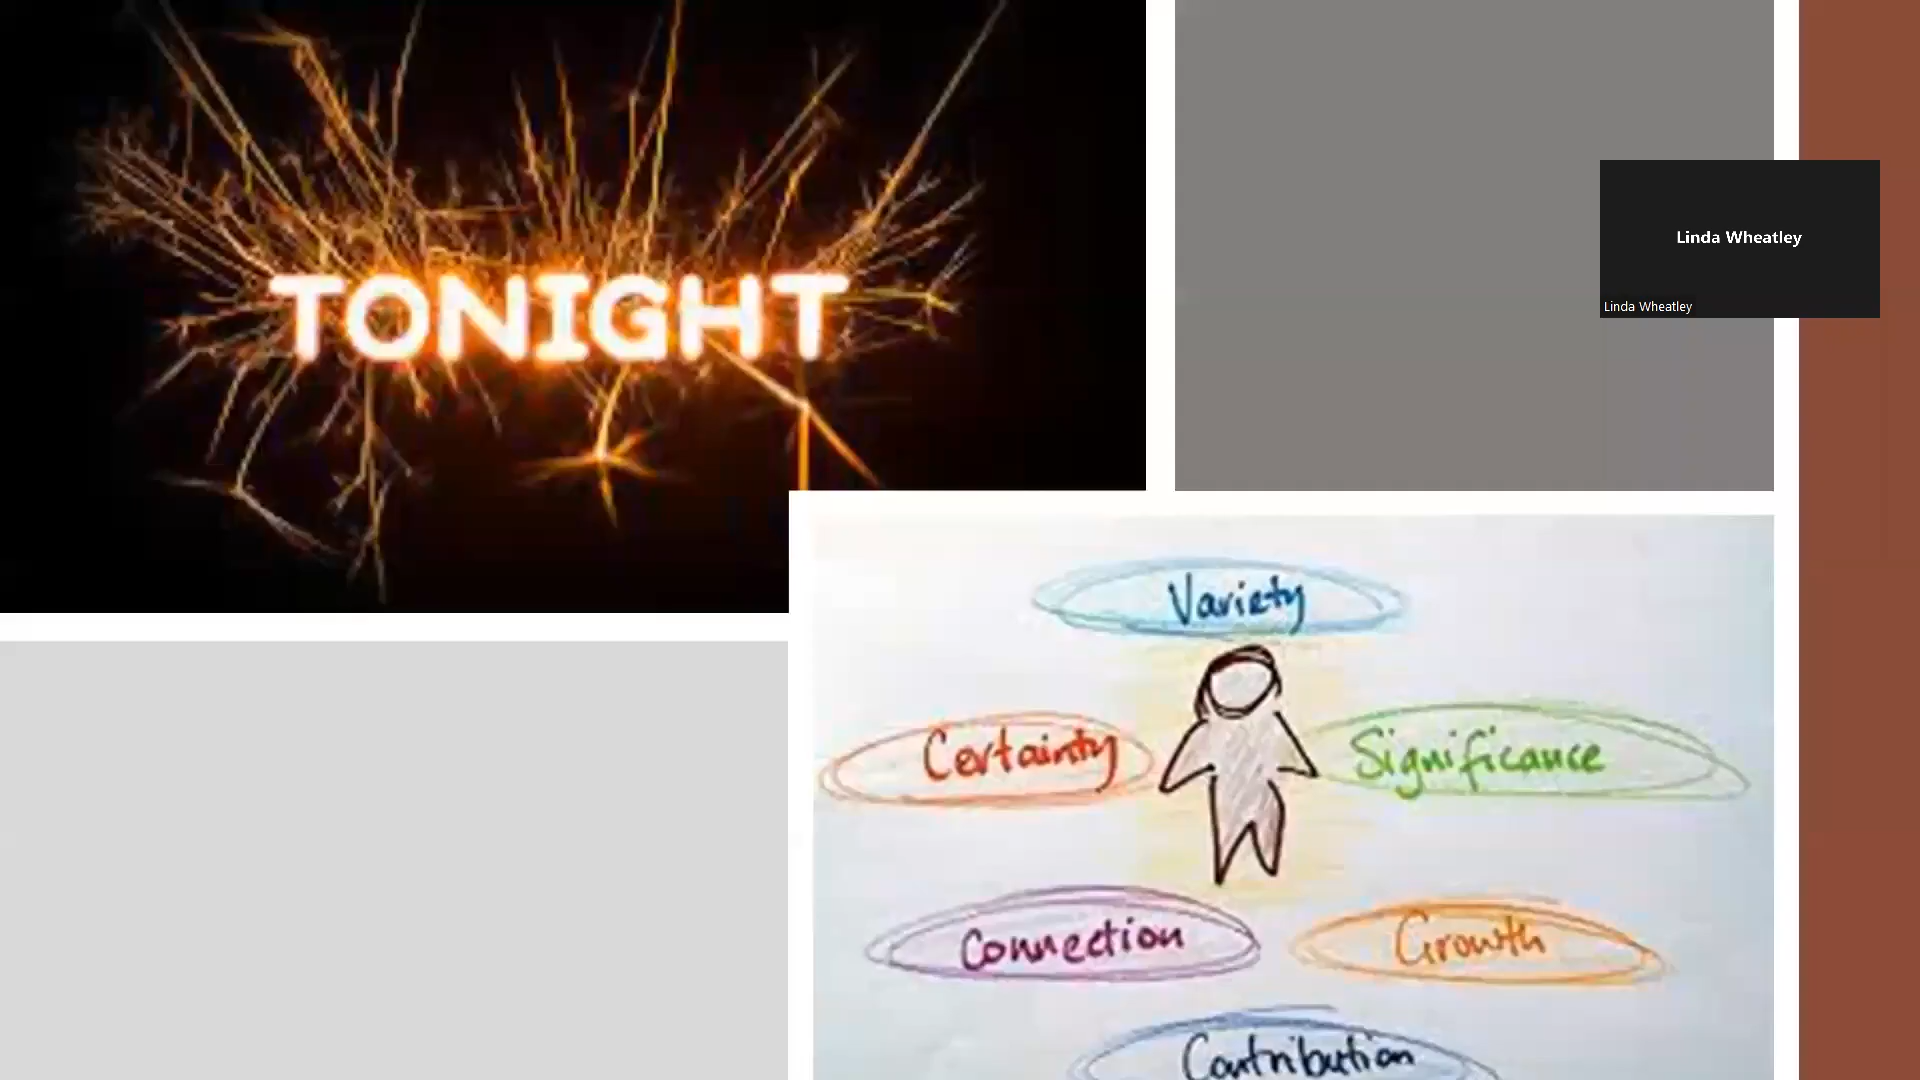 TONIGHT
Linda Wheatley
Linda Wheatley
Variety
Certainty
Significance
Connection
Growth
Contribution